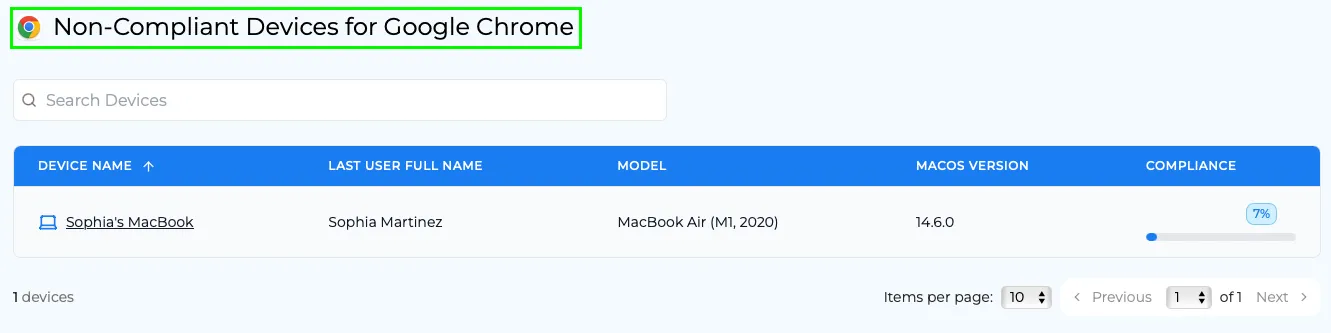 Non-Compliant Devices for Google Chrome
Search Devices
DEVICE NAME LAST USER FULL NAME MODEL MACOS VERSION COMPLIANCE
Sophia's MacBook Sophia Martinez MacBook Air (M1, 2020) 14.6.0 7%
1 devices Items per page: 10 Previous 1 of 1 Next